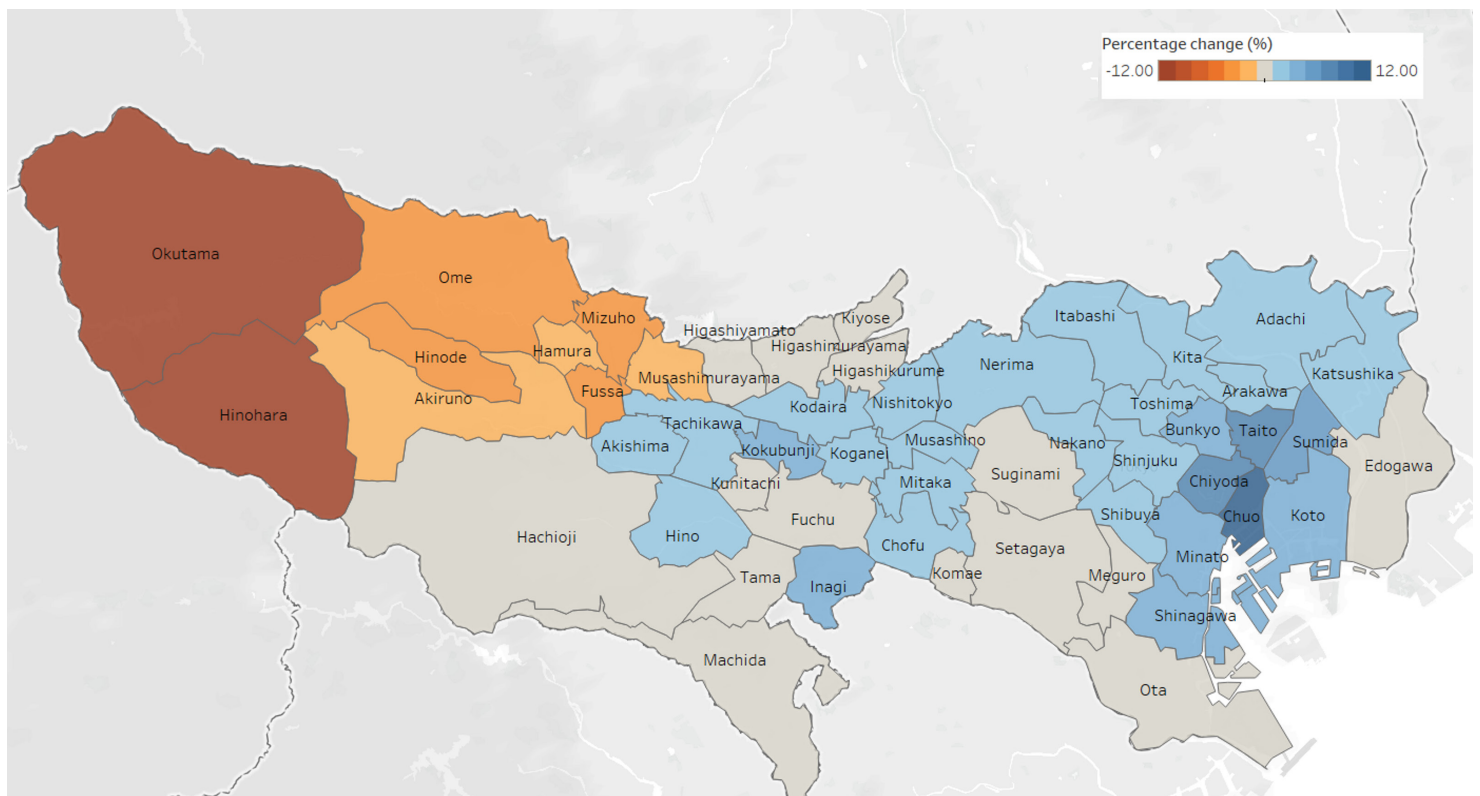 Percentage change (%)
-12.00 12.00
Okutama
Ome
Mizuho
Kiyose
Higashiyamato
Higashimurayama
Hamura
Hinode
Higashikurume
Musashimurayama
Fussa
Akiruno
Hinohara
Itabashi
Adachi
Kita
Nerima
Katsushika
Arakawa
Toshima
Kodaira
Nishitokyo
Tachikawa
Bunkyo
Taito
Sumida
Akishima
Kokubunji
Koganei
Musashino
Nakano
Shinjuku
Edogawa
Suginami
Kunitachi
Mitaka
Chiyoda
Shibuya
Chuo
Koto
Fuchu
Hachioji
Hino
Chofu
Setagaya
Minato
Komae
Meguro
Tama
Inagi
Shinagawa
Machida
Ota